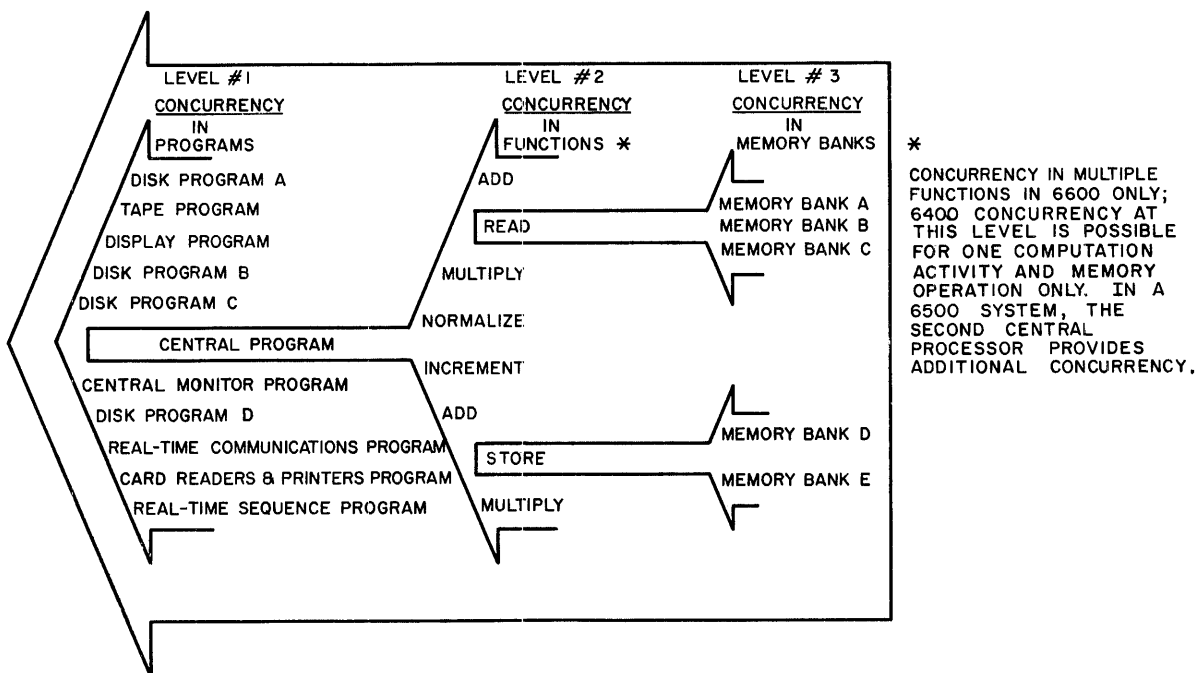 LEVEL #1
CONCURRENCY
IN
PROGRAMS
DISK PROGRAM A
TAPE PROGRAM
DISPLAY PROGRAM
DISK PROGRAM B
DISK PROGRAM C
CENTRAL PROGRAM
CENTRAL MONITOR PROGRAM
DISK PROGRAM D
REAL-TIME COMMUNICATIONS PROGRAM
CARD READERS & PRINTERS PROGRAM
REAL-TIME SEQUENCE PROGRAM
LEVEL #2
CONCURRENCY
IN
FUNCTIONS *
ADD
READ
MULTIPLY
NORMALIZE
INCREMENT
ADD
STORE
MULTIPLY
LEVEL #3
CONCURRENCY
IN
MEMORY BANKS
MEMORY BANK A
MEMORY BANK B
MEMORY BANK C
MEMORY BANK D
MEMORY BANK E
*
CONCURRENCY IN MULTIPLE
FUNCTIONS IN 6600 ONLY;
6400 CONCURRENCY AT
THIS LEVEL IS POSSIBLE
FOR ONE COMPUTATION
ACTIVITY AND MEMORY
OPERATION ONLY. IN A
6500 SYSTEM, THE
SECOND CENTRAL
PROCESSOR PROVIDES
ADDITIONAL CONCURRENCY.